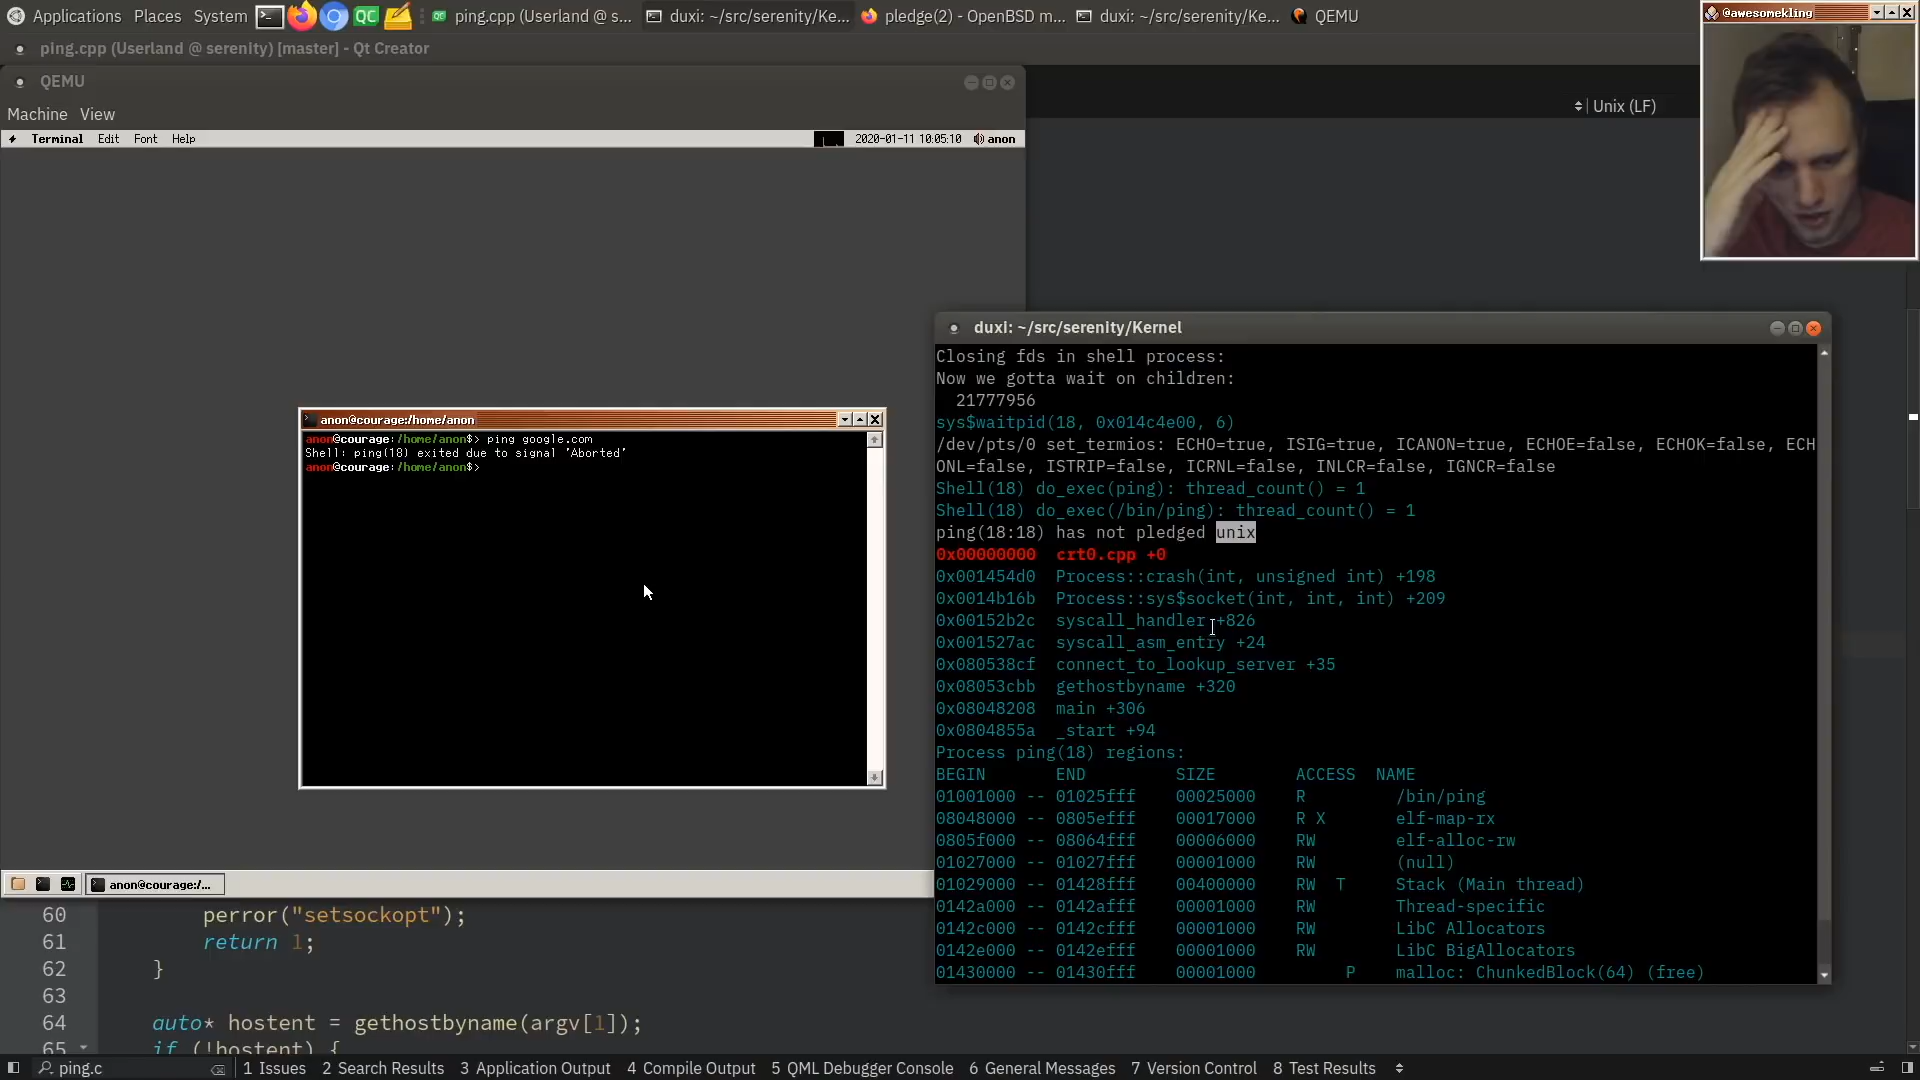 Applications Places System ping.cpp (Userland @ s... duxi: ~/src/serenity/Ke... pledge(2) - OpenBSD m... duxi: ~/src/serenity/Ke... QEMU
@awesomekling
ping.cpp (Userland @ serenity) [master] - Qt Creator
QEMU
Machine View
Unix (LF)
Terminal Edit Font Help 2020-01-11 10:05:10 anon
anon@courage:/home/anon
anon@courage:/home/anon$> ping google.com
Shell: ping(18) exited due to signal 'Aborted'
anon@courage:/home/anon$>
anon@courage:/...
duxi: ~/src/serenity/Kernel
Closing fds in shell process:
Now we gotta wait on children:
21777956
sys$waitpid(18, 0x014c4e00, 6)
/dev/pts/0 set_termios: ECHO=true, ISIG=true, ICANON=true, ECHOE=false, ECHOK=false, ECH
ONL=false, ISTRIP=false, ICRNL=false, INLCR=false, IGNCR=false
Shell(18) do_exec(ping): thread_count() = 1
Shell(18) do_exec(/bin/ping): thread_count() = 1
ping(18:18) has not pledged unix
0x00000000 crt0.cpp +0
0x001454d0 Process::crash(int, unsigned int) +198
0x0014b16b Process::sys$socket(int, int, int) +209
0x00152b2c syscall_handler +826
0x001527ac syscall_asm_entry +24
0x080538cf connect_to_lookup_server +35
0x08053cbb gethostbyname +320
0x08048208 main +306
0x0804855a _start +94
Process ping(18) regions:
BEGIN END SIZE ACCESS NAME
01001000 -- 01025fff 00025000 R /bin/ping
08048000 -- 0805efff 00017000 R X elf-map-rx
0805f000 -- 08064fff 00006000 RW elf-alloc-rw
01027000 -- 01027fff 00001000 RW (null)
01029000 -- 01428fff 00400000 RW T Stack (Main thread)
0142a000 -- 0142afff 00001000 RW Thread-specific
0142c000 -- 0142cfff 00001000 RW LibC Allocators
0142e000 -- 0142efff 00001000 RW LibC BigAllocators
01430000 -- 01430fff 00001000 P malloc: ChunkedBlock(64) (free)
60 perror("setsockopt");
61 return 1;
62 }
63
64 auto* hostent = gethostbyname(argv[1]);
65 if (!hostent) {
ping.c 1 Issues 2 Search Results 3 Application Output 4 Compile Output 5 QML Debugger Console 6 General Messages 7 Version Control 8 Test Results